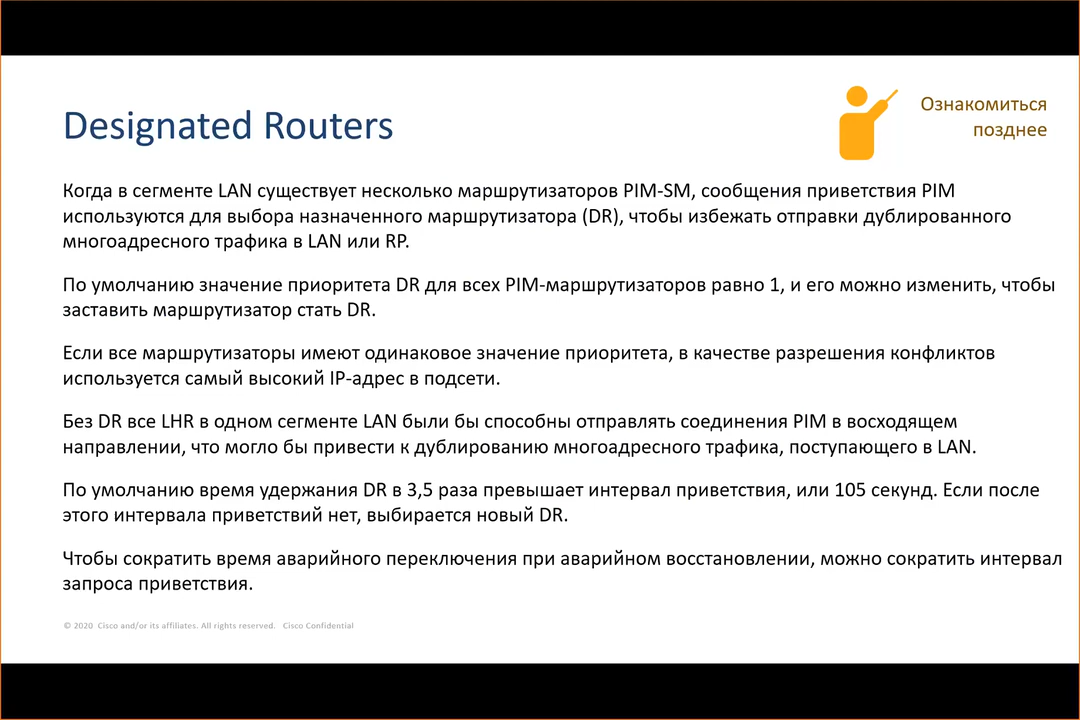 Designated Routers
Ознакомиться
позднее
Когда в сегменте LAN существует несколько маршрутизаторов PIM-SM, сообщения приветствия PIM
используются для выбора назначенного маршрутизатора (DR), чтобы избежать отправки дублированного
многоадресного трафика в LAN или RP.
По умолчанию значение приоритета DR для всех PIM-маршрутизаторов равно 1, и его можно изменить, чтобы
заставить маршрутизатор стать DR.
Если все маршрутизаторы имеют одинаковое значение приоритета, в качестве разрешения конфликтов
используется самый высокий IP-адрес в подсети.
Без DR все LHR в одном сегменте LAN были бы способны отправлять соединения PIM в восходящем
направлении, что могло бы привести к дублированию многоадресного трафика, поступающего в LAN.
По умолчанию время удержания DR в 3,5 раза превышает интервал приветствия, или 105 секунд. Если после
этого интервала приветствий нет, выбирается новый DR.
Чтобы сократить время аварийного переключения при аварийном восстановлении, можно сократить интервал
запроса приветствия.
© 2020 Cisco and/or its affiliates. All rights reserved. Cisco Confidential